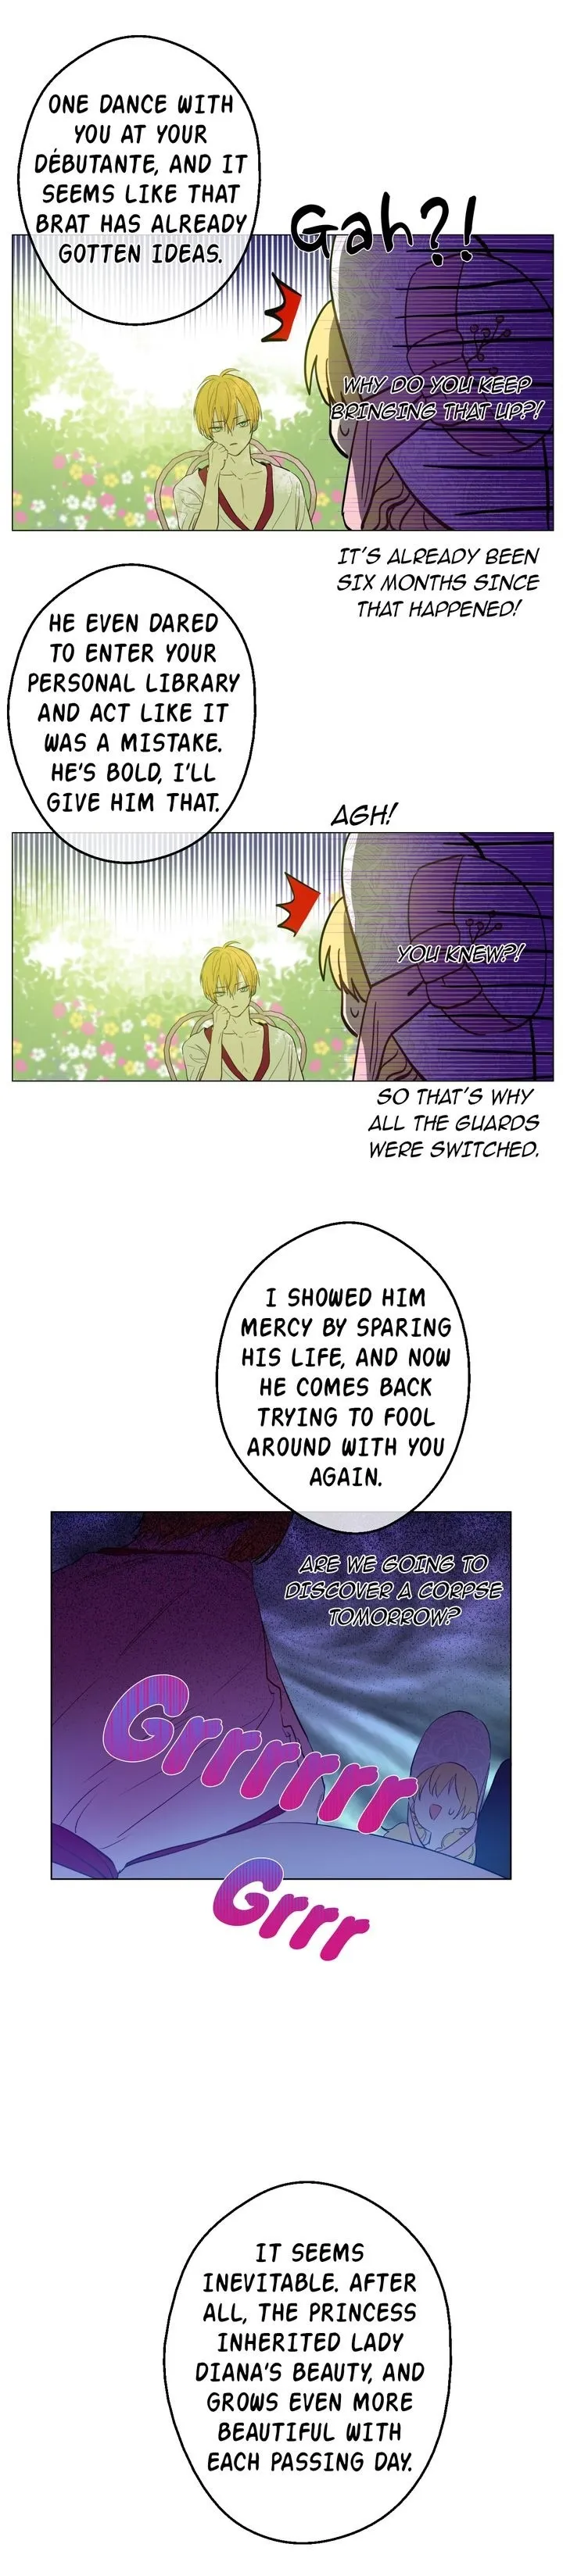 ONE DANCE WITH
YOU AT YOUR
DÉBUTANTE, AND IT
SEEMS LIKE THAT
BRAT HAS ALREADY
GOTTEN IDEAS.
Gah?!
WHY DO YOU KEEP
BRINGING THAT UP?!
IT'S ALREADY BEEN
SIX MONTHS SINCE
THAT HAPPENED!
HE EVEN DARED
TO ENTER YOUR
PERSONAL LIBRARY
AND ACT LIKE IT
WAS A MISTAKE.
HE'S BOLD, I'LL
GIVE HIM THAT.
AGH!
YOU KNEW?!
SO THAT'S WHY
ALL THE GUARDS
WERE SWITCHED.
I SHOWED HIM
MERCY BY SPARING
HIS LIFE, AND NOW
HE COMES BACK
TRYING TO FOOL
AROUND WITH YOU
AGAIN.
ARE WE GOING TO
DISCOVER A CORPSE
TOMORROW?
Grrrrrr
Grrr
IT SEEMS
INEVITABLE. AFTER
ALL, THE PRINCESS
INHERITED LADY
DIANA'S BEAUTY, AND
GROWS EVEN MORE
BEAUTIFUL WITH
EACH PASSING DAY.